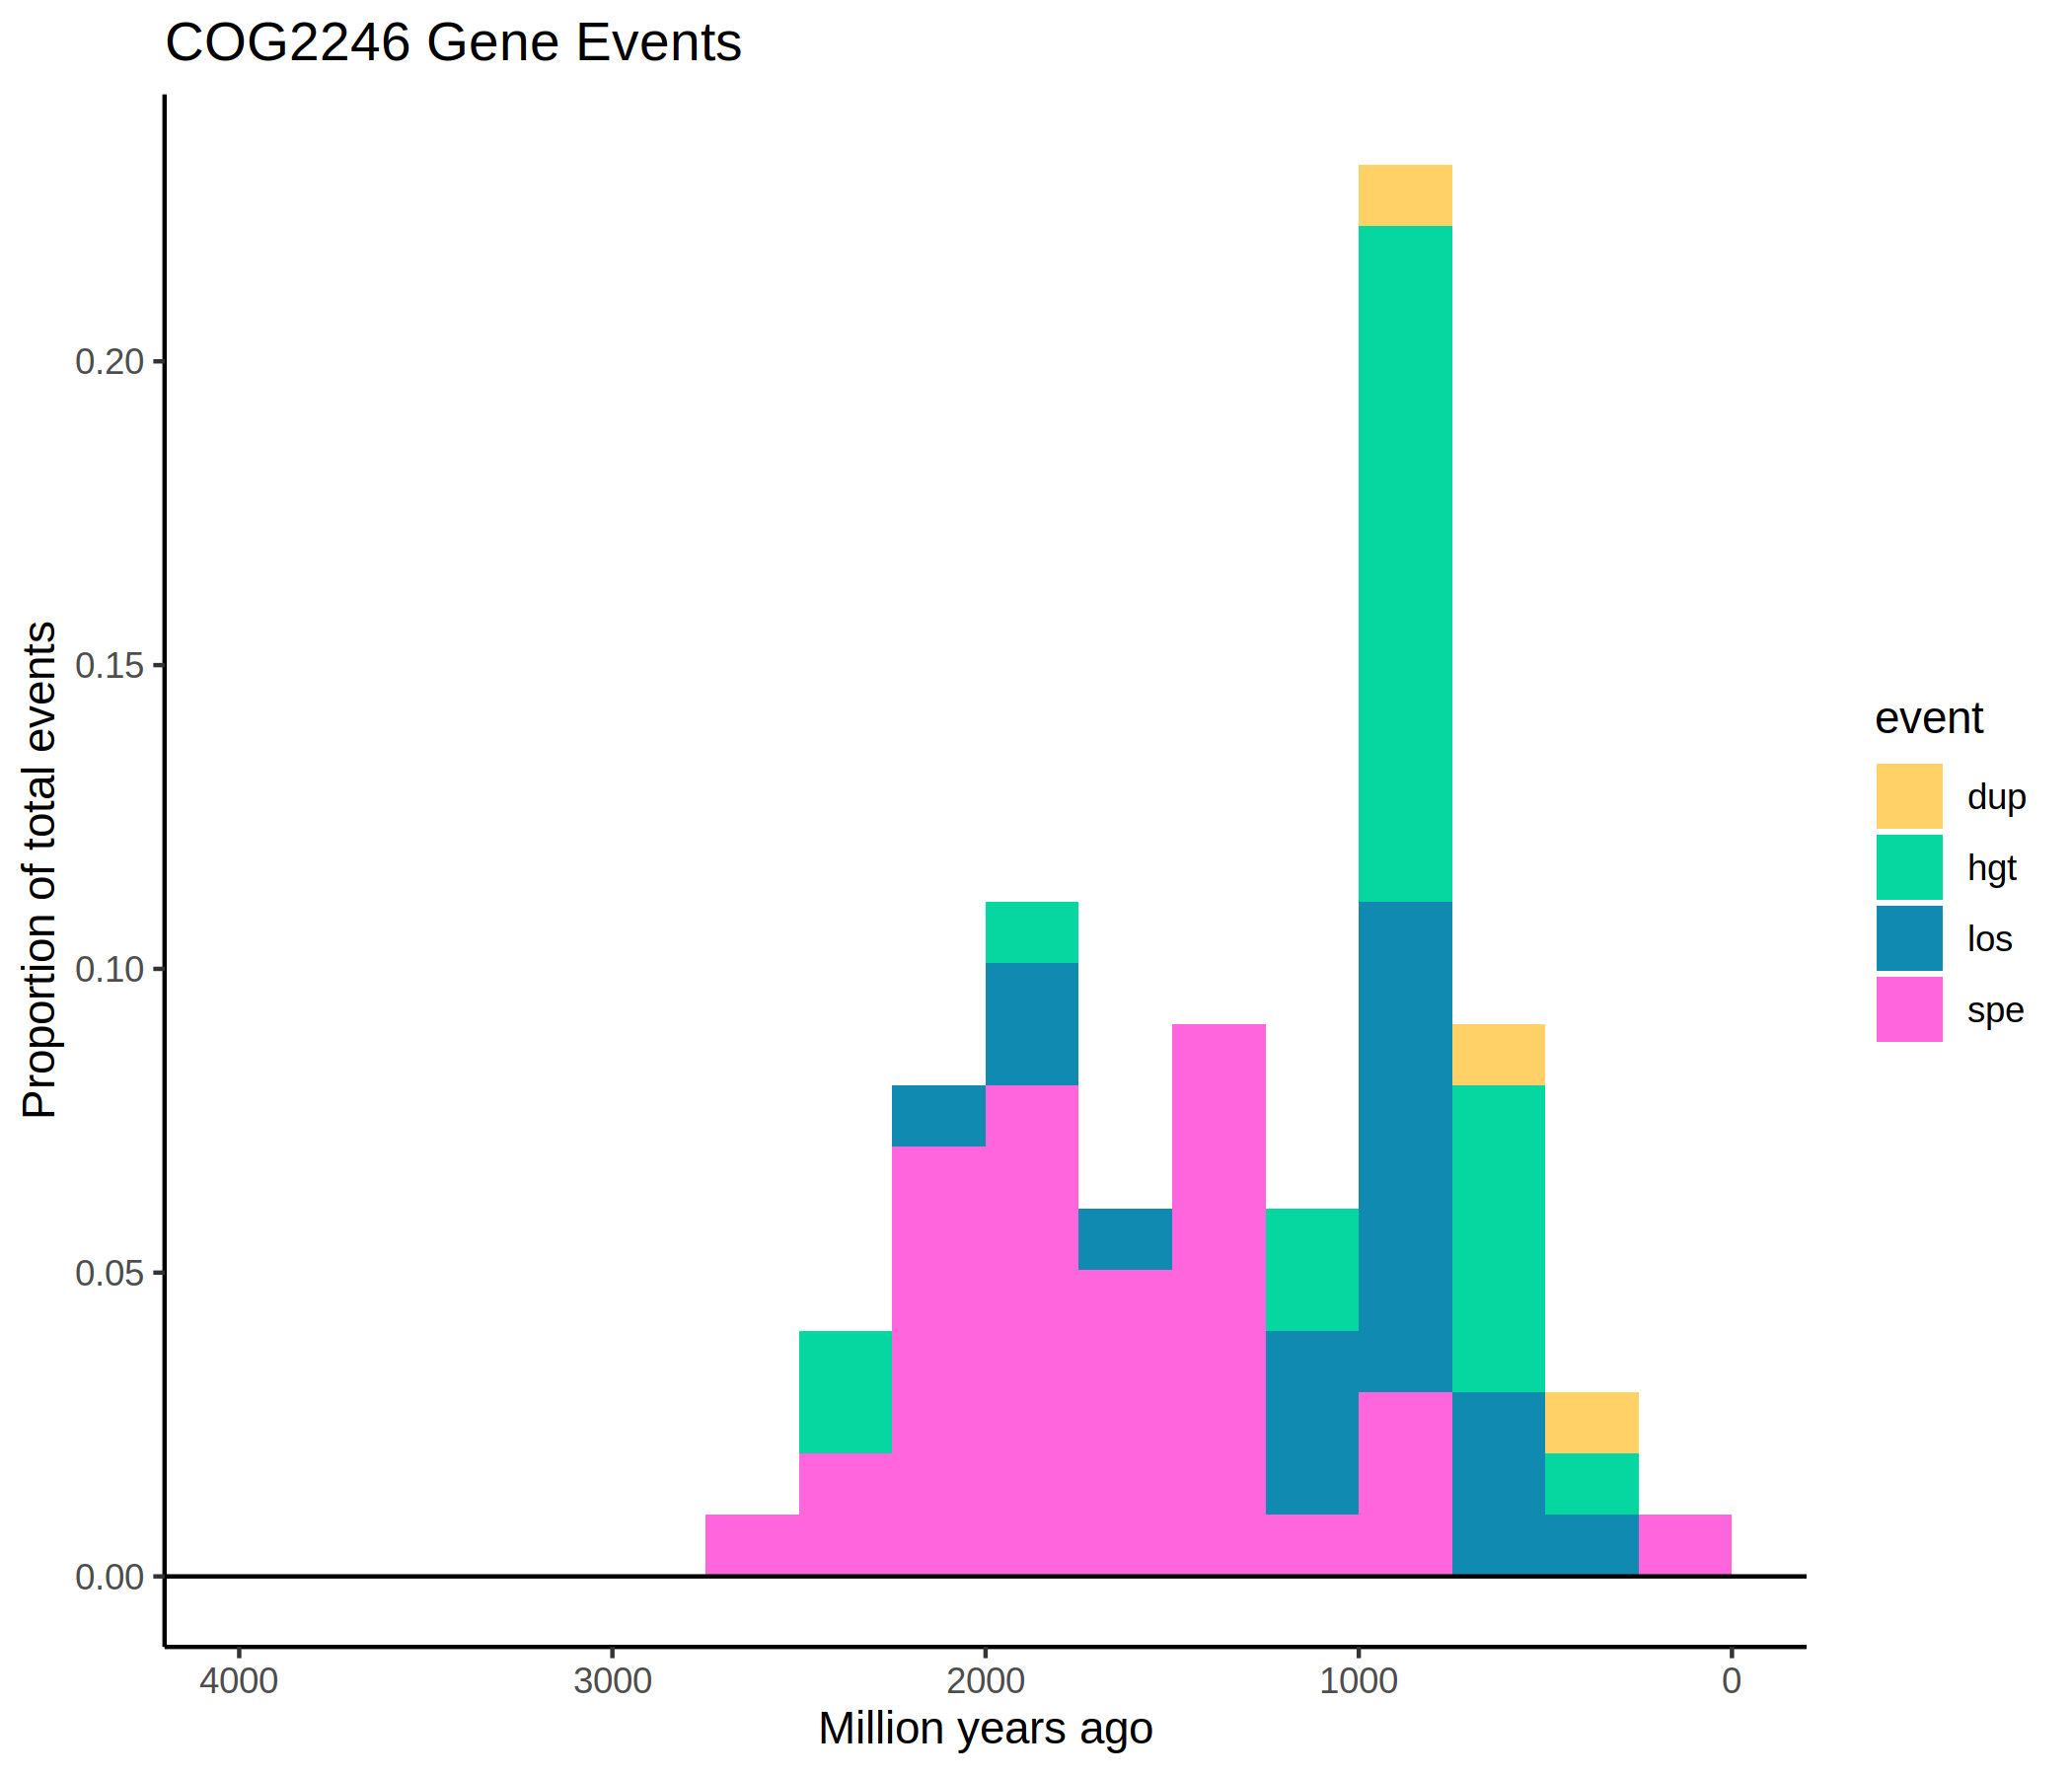 COG2246 Gene Events
Proportion of total events
0.20
0.15
0.10
0.05
0.00
4000 3000 2000 1000 0
Million years ago
event
dup
hgt
los
spe